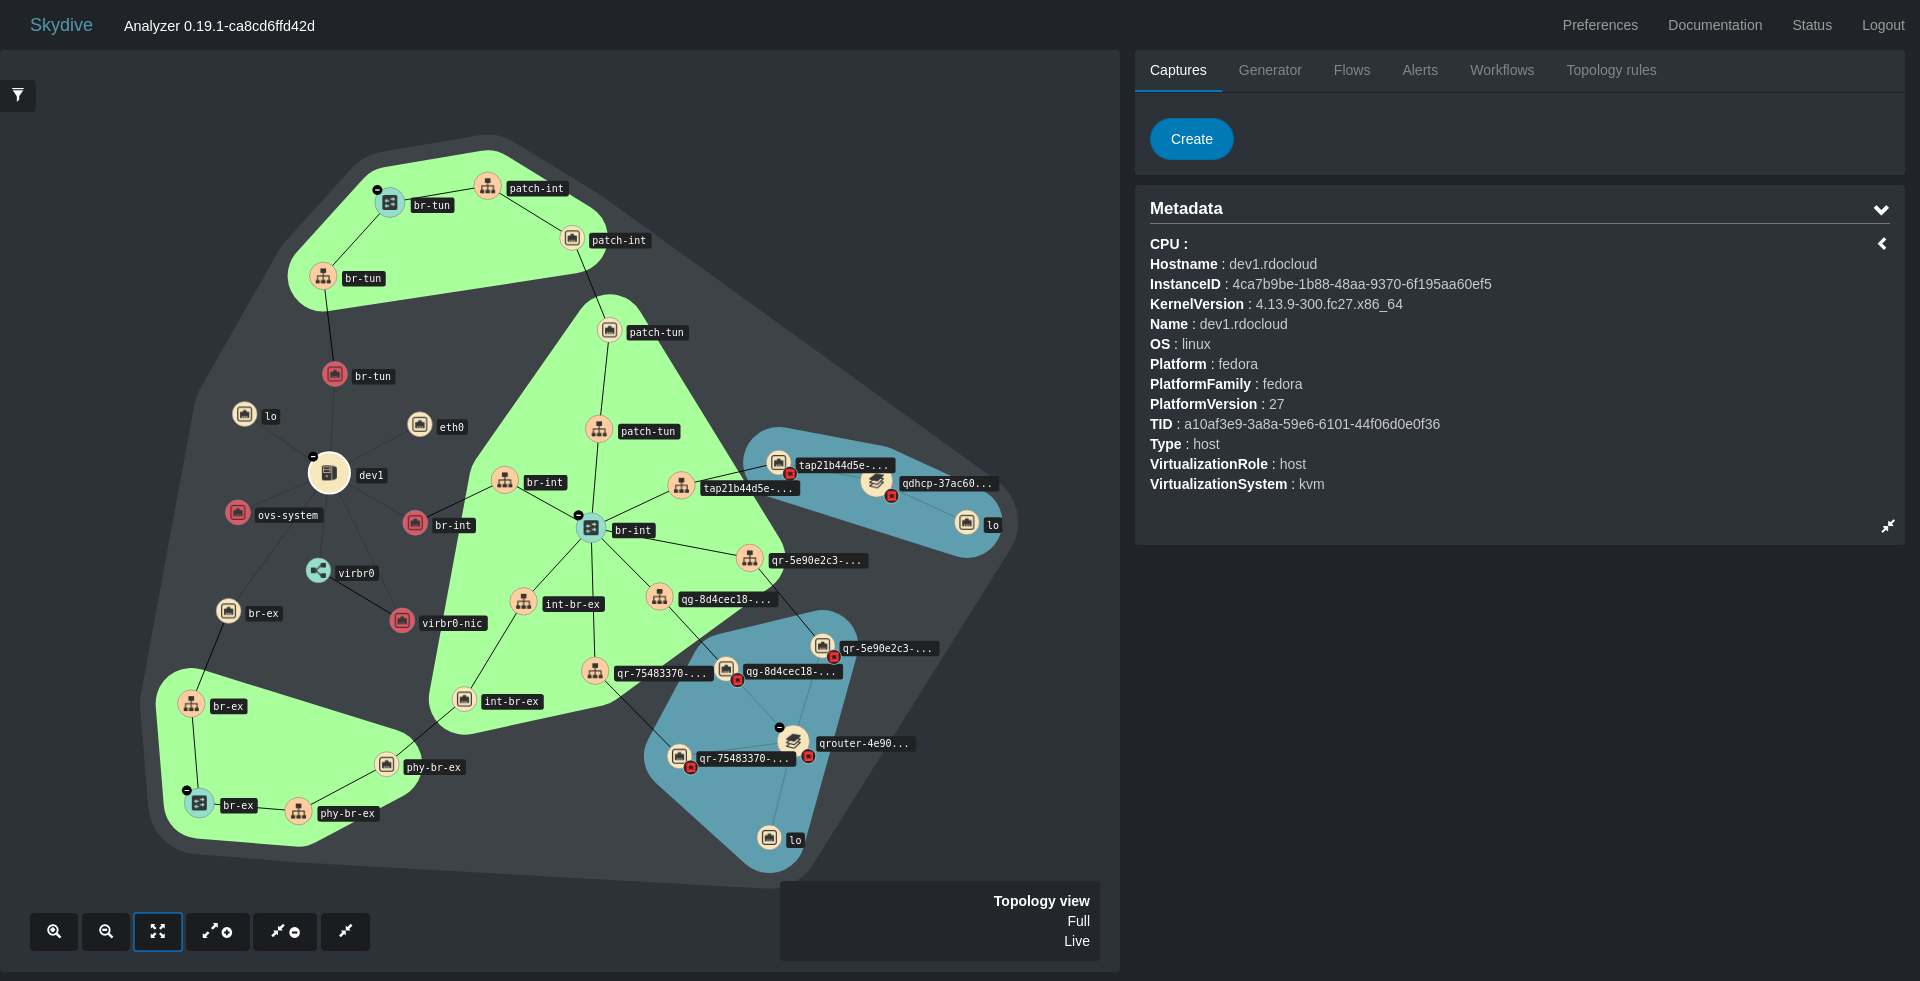 Skydive
Analyzer 0.19.1-ca8cd6ffd42d
Preferences Documentation Status Logout
Captures Generator Flows Alerts Workflows Topology rules
Create
Metadata
CPU :
Hostname : dev1.rdocloud
InstanceID : 4ca7b9be-1b88-48aa-9370-6f195aa60ef5
KernelVersion : 4.13.9-300.fc27.x86_64
Name : dev1.rdocloud
OS : linux
Platform : fedora
PlatformFamily : fedora
PlatformVersion : 27
TID : a10af3e9-3a8a-59e6-6101-44f06d0e0f36
Type : host
VirtualizationRole : host
VirtualizationSystem : kvm
patch-int
br-tun
patch-int
br-tun
patch-tun
br-tun
lo
eth0
patch-tun
tap21b44d5e-...
dev1
br-int
qdhcp-37ac60...
tap21b44d5e-...
ovs-system
br-int
lo
br-int
qr-5e90e2c3-...
virbr0
qg-8d4cec18-...
int-br-ex
br-ex
virbr0-nic
qr-5e90e2c3-...
qg-8d4cec18-...
qr-75483370-...
int-br-ex
br-ex
qrouter-4e90...
qr-75483370-...
phy-br-ex
br-ex
phy-br-ex
lo
Topology view
Full
Live